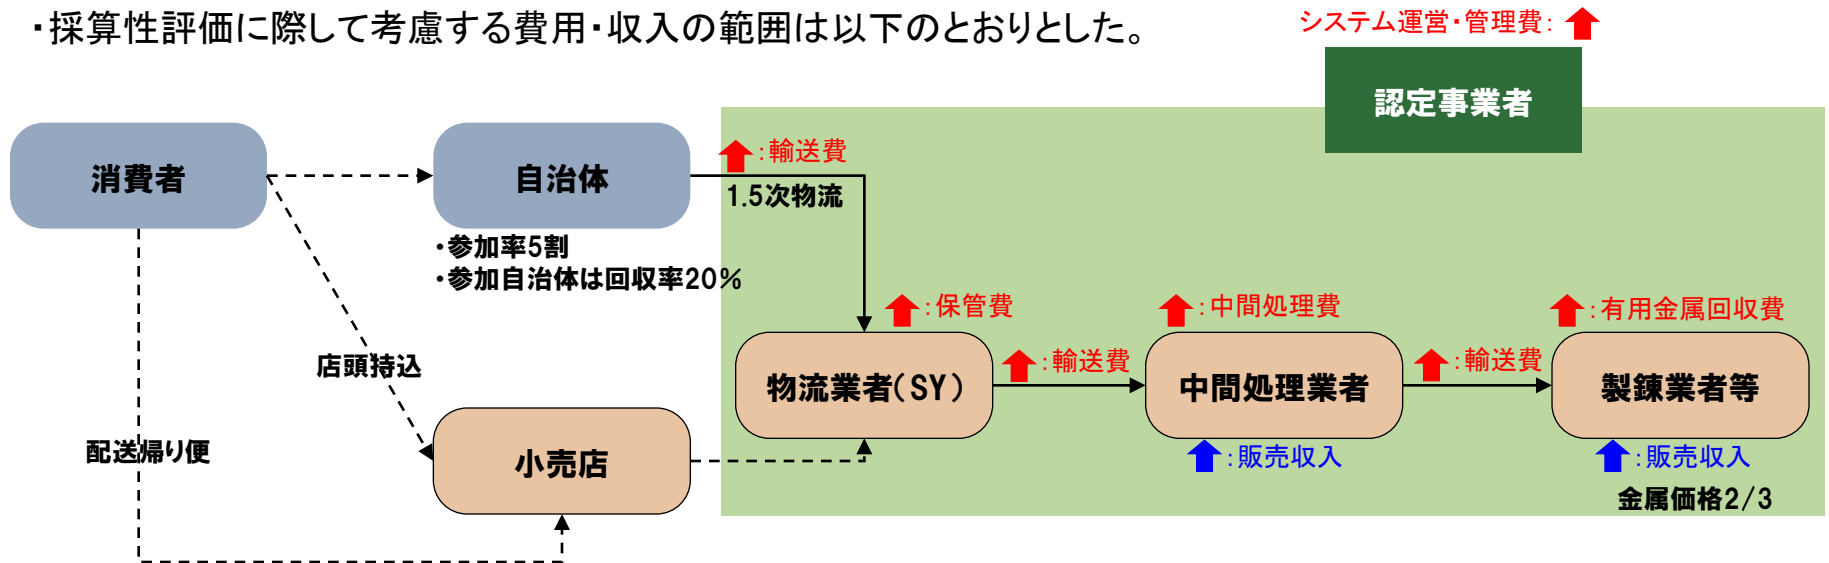 ・採算性評価に際して考慮する費用・収入の範囲は以下のとおりとした。
システム運営・管理費：
認定事業者
消費者
自治体
：輸送費
1.5次物流
・参加率5割
・参加自治体は回収率20%
店頭持込
配送帰り便
小売店
：保管費
物流業者（SY）
：輸送費
：中間処理費
中間処理業者
：販売収入
：輸送費
：有用金属回収費
製錬業者等
：販売収入
金属価格2/3